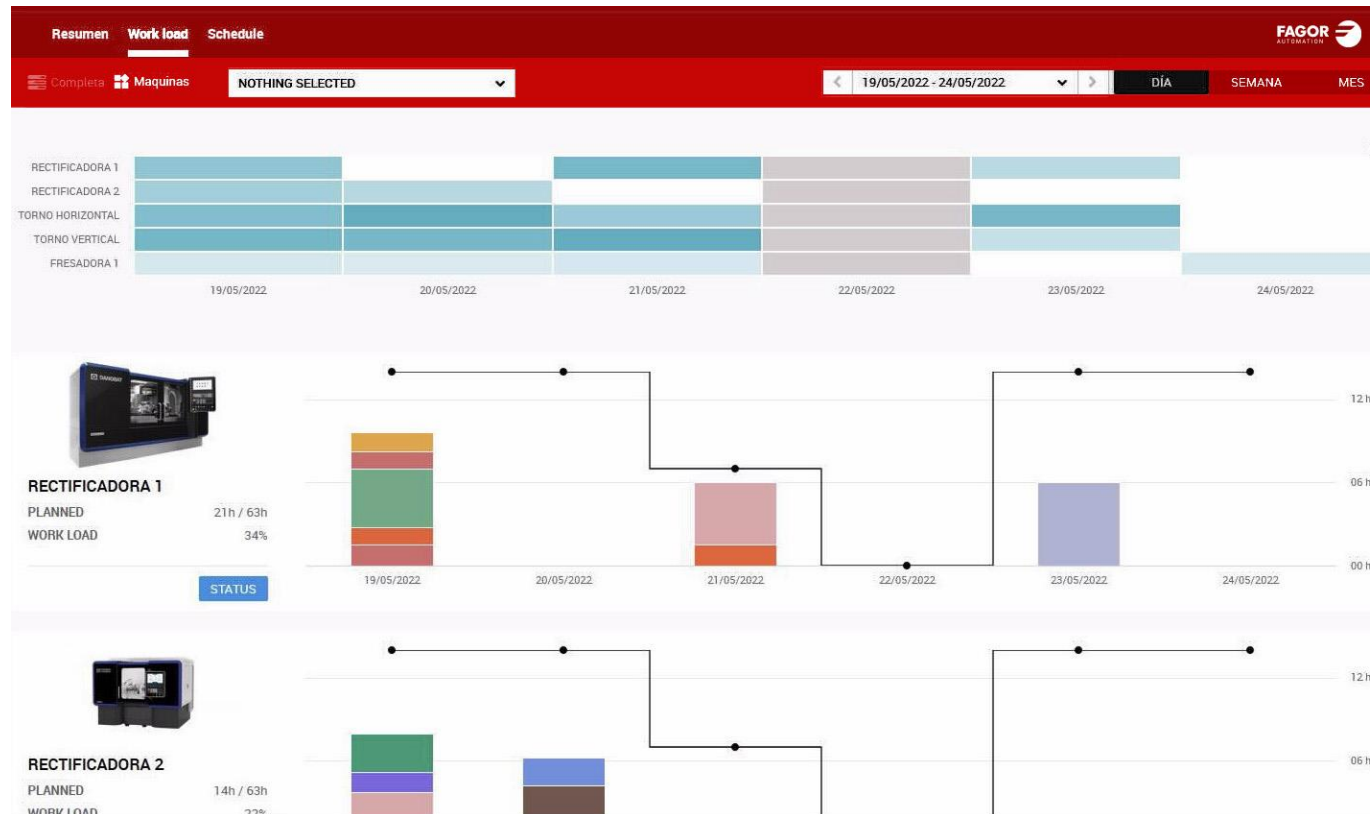 Resumen Work load Schedule
FAGOR
AUTOMATION
Completa Maquinas NOTHING SELECTED 19/05/2022 - 24/05/2022 DÍA SEMANA MES
RECTIFICADORA 1
RECTIFICADORA 2
TORNO HORIZONTAL
TORNO VERTICAL
FRESADORA 1
19/05/2022 20/05/2022 21/05/2022 22/05/2022 23/05/2022 24/05/2022
DANOBAT
12 h
RECTIFICADORA 1
06 h
PLANNED 21h / 63h
WORK LOAD 34%
00 h
19/05/2022 20/05/2022 21/05/2022 22/05/2022 23/05/2022 24/05/2022
STATUS
12 h
RECTIFICADORA 2
06 h
PLANNED 14h / 63h
WORK LOAD 22%